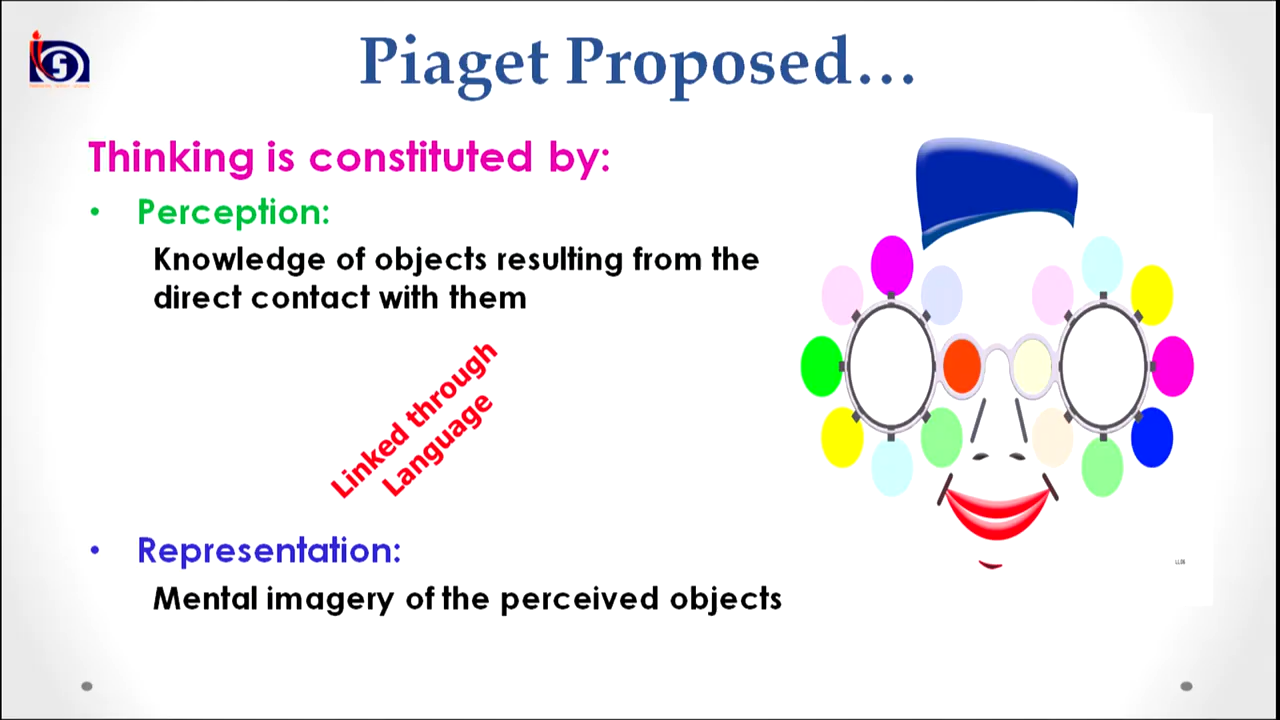 Piaget Proposed...
Thinking is constituted by:
• Perception:
Knowledge of objects resulting from the
direct contact with them
Linked through
Language
• Representation:
Mental imagery of the perceived objects